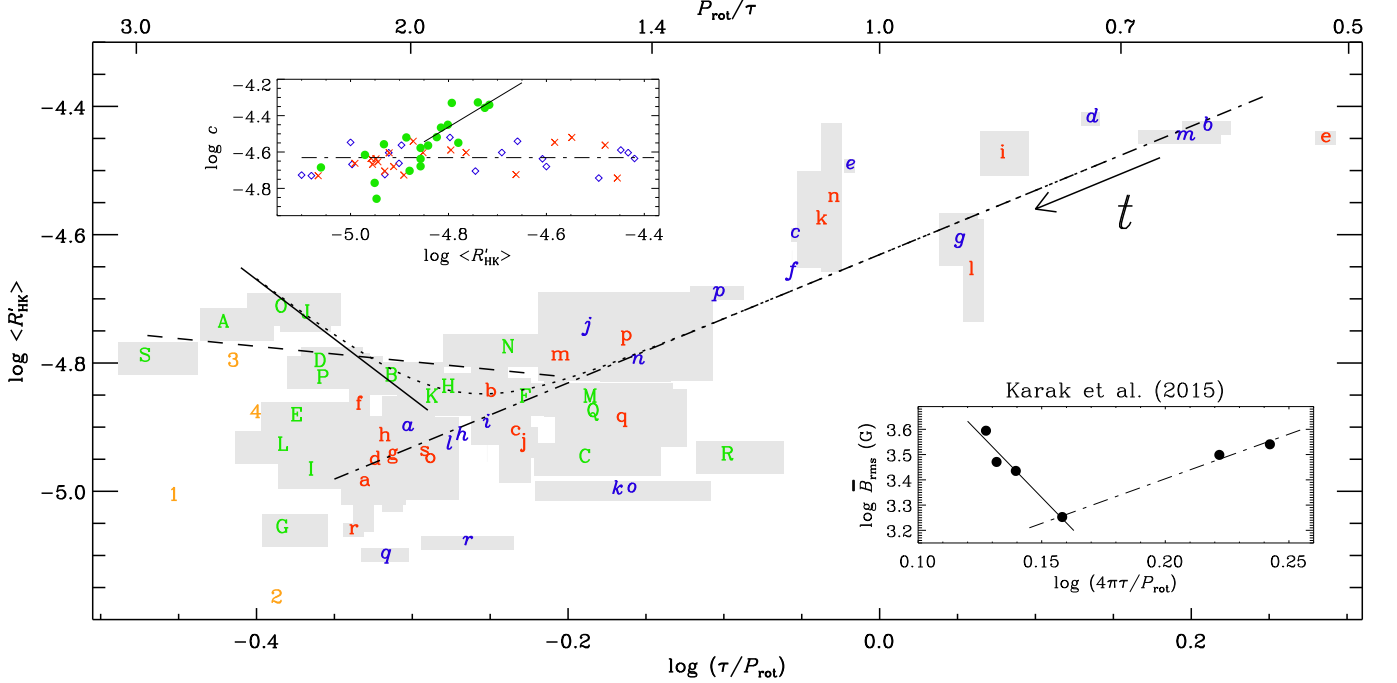 P_rot/τ
3.0 2.0 1.4 1.0 0.7 0.5
log <R′_HK>
−4.4
−4.6
−4.8
−5.0
−0.4 −0.2 0.0 0.2
log (τ/P_rot)
log c
−4.2
−4.4
−4.6
−4.8
−5.0 −4.8 −4.6 −4.4
log <R′_HK>
d
b
m
e
i
e
n
k
c
g
t
f
l
p
O J
A
j
p
N
m
n
S
3
D
P
B
H
b
K
F
M
Q
f
4
E
a
i
c
q
h
h
j
L
l
g
s
o
d
C
R
I
a
1
k o
G
r
r
q
2
Karak et al. (2015)
log B̅_rms (G)
3.6
3.5
3.4
3.3
3.2
0.10 0.15 0.20 0.25
log (4πτ/P_rot)